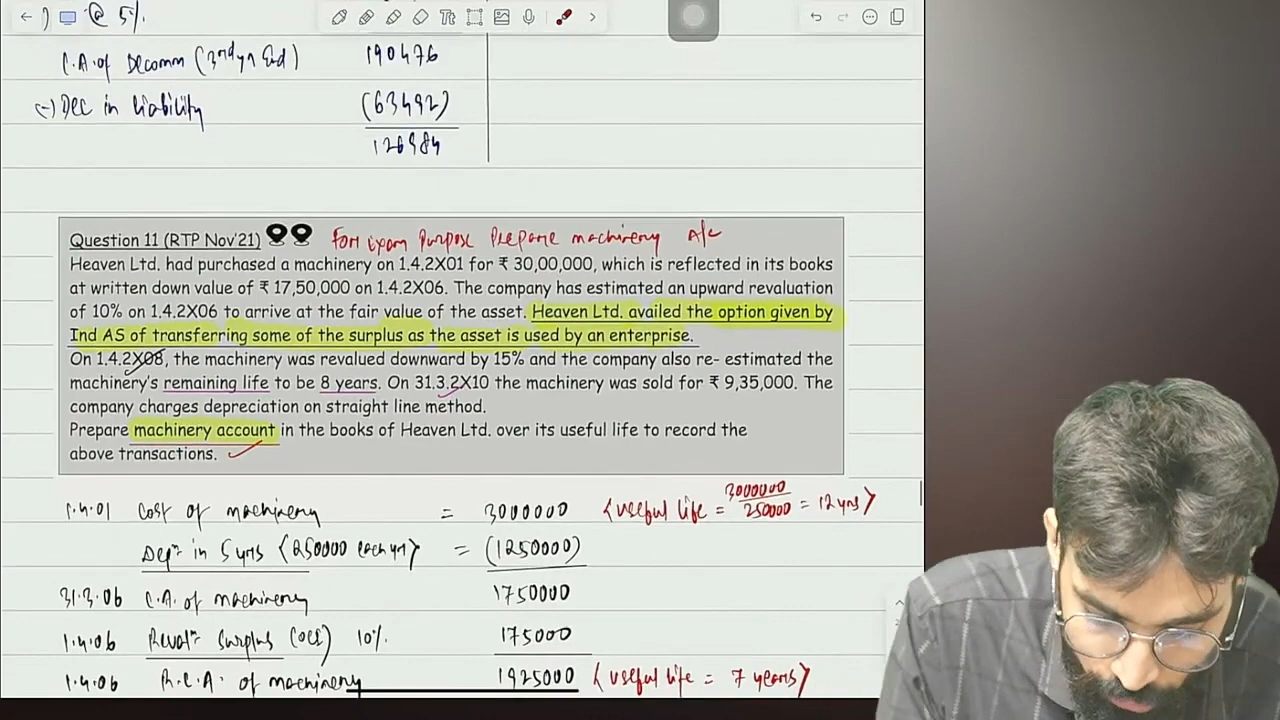 ) @ 5%
Tt
C.A. of Decomm (3rd yr End) 190476
(-) Dec in liability (63492)
126984
Question 11 (RTP Nov'21) For Exam Purpose Prepare machinery A/c
Heaven Ltd. had purchased a machinery on 1.4.2X01 for ₹ 30,00,000, which is reflected in its books
at written down value of ₹ 17,50,000 on 1.4.2X06. The company has estimated an upward revaluation
of 10% on 1.4.2X06 to arrive at the fair value of the asset. Heaven Ltd. availed the option given by
Ind AS of transferring some of the surplus as the asset is used by an enterprise.
On 1.4.2X08, the machinery was revalued downward by 15% and the company also re- estimated the
machinery's remaining life to be 8 years. On 31.3.2X10 the machinery was sold for ₹ 9,35,000. The
company charges depreciation on straight line method.
Prepare machinery account in the books of Heaven Ltd. over its useful life to record the
above transactions.
1.4.01 Cost of machinery = 3000000 (useful life = 3000000/250000 = 12 yrs)
Depn in 5 yrs (250000 each yr) = (1250000)
31.3.06 C.A. of machinery 1750000
1.4.06 Revaln Surplus (OCI) 10% 175000
1.4.06 R.C.A. of machinery 1925000 (useful life = 7 years)